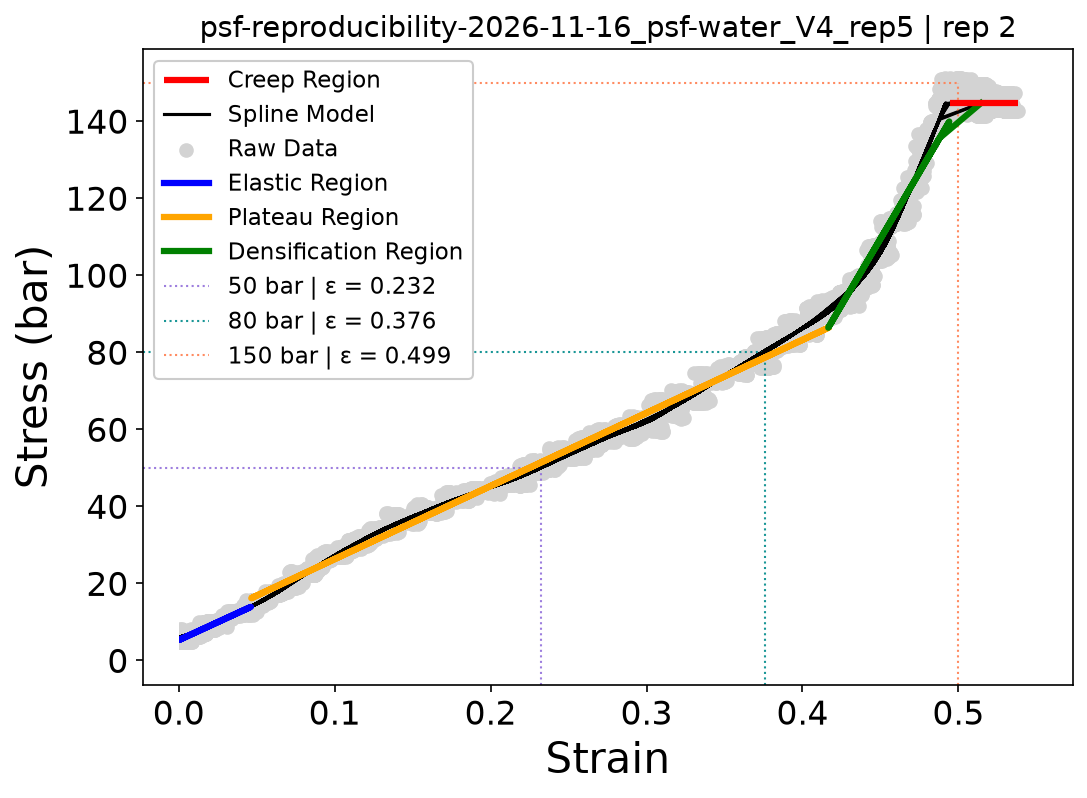 psf-reproducibility-2026-11-16_psf-water_V4_rep5 | rep 2
Creep Region
Spline Model
Raw Data
Elastic Region
Plateau Region
Densification Region
50 bar | ε = 0.232
80 bar | ε = 0.376
150 bar | ε = 0.499
Stress (bar)
140
120
100
80
60
40
20
0
0.0 0.1 0.2 0.3 0.4 0.5
Strain